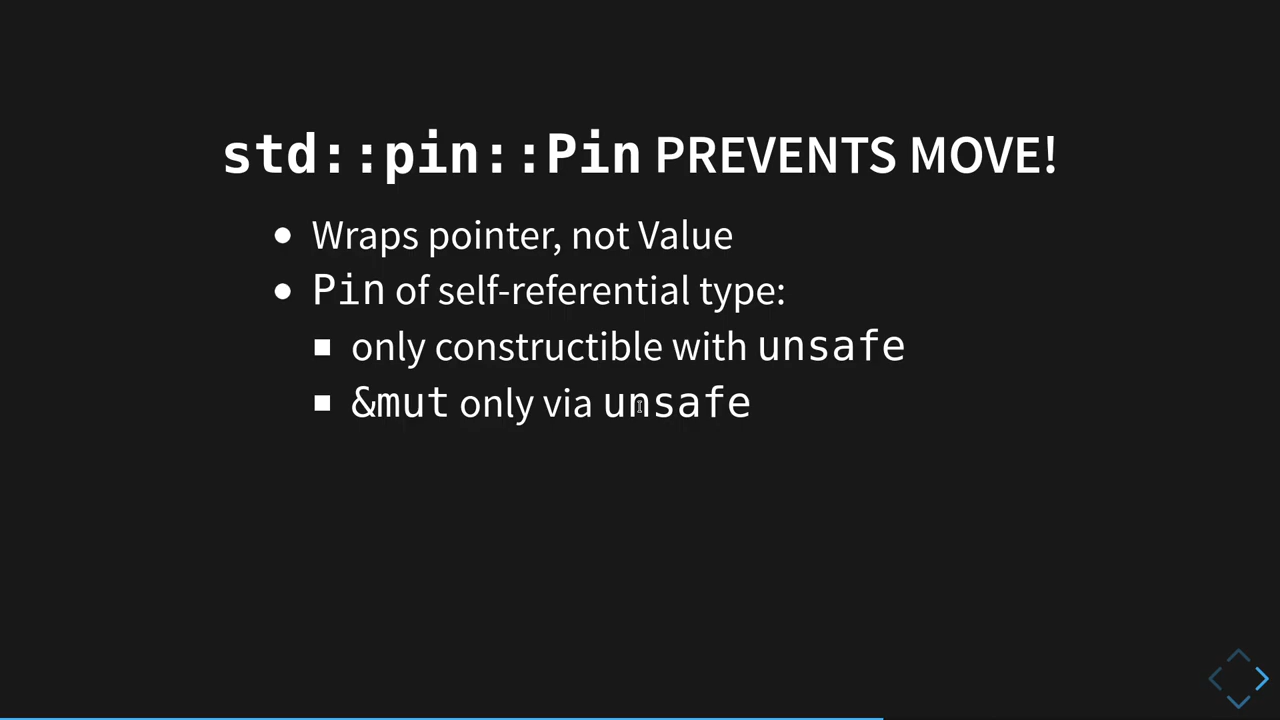 std::pin::Pin PREVENTS MOVE!
Wraps pointer, not Value
Pin of self-referential type:
only constructible with unsafe
&mut only via unsafe